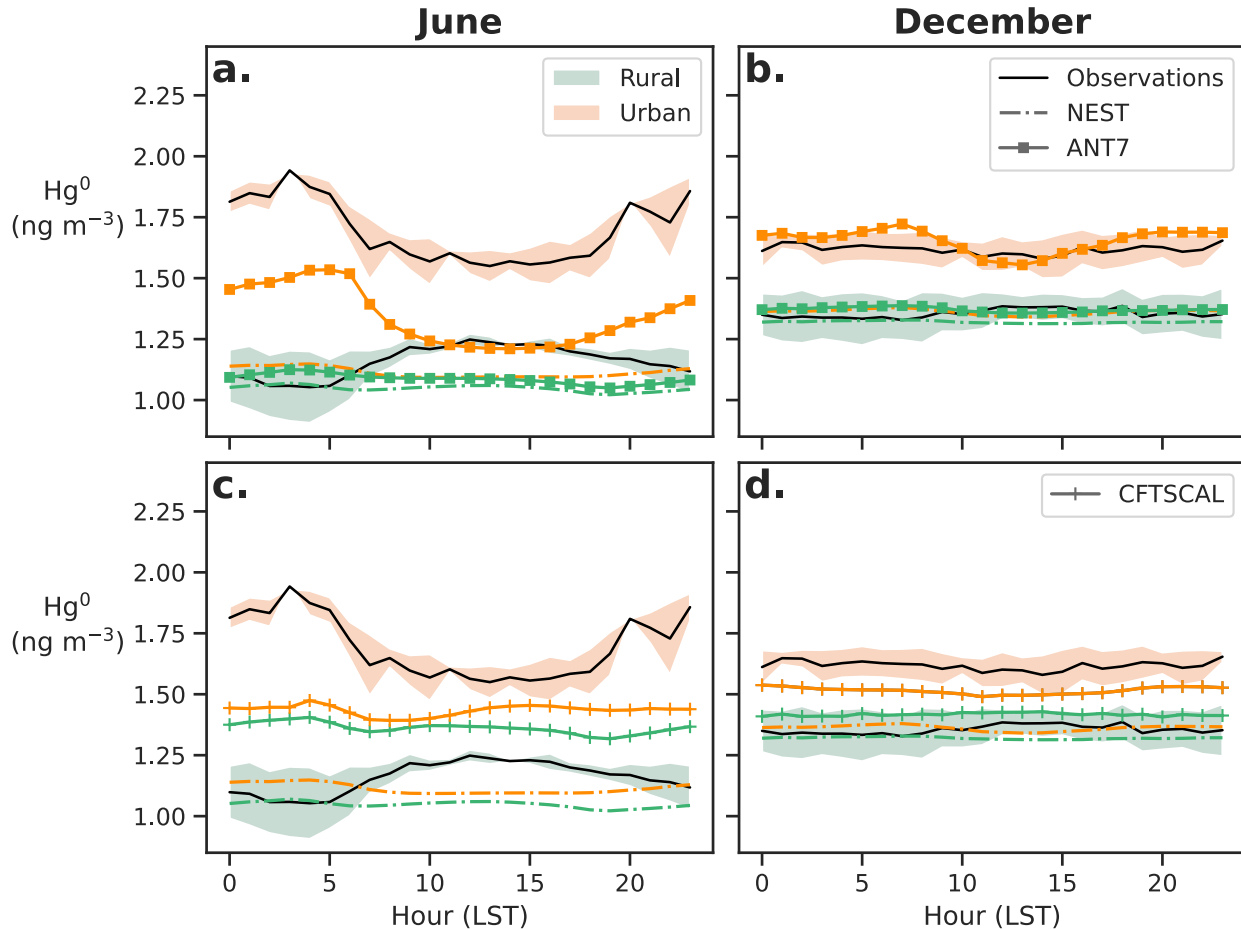 June
December
a.
Rural
Urban
b.
Observations
NEST
ANT7
2.25
2.00
1.75
1.50
1.25
1.00
Hg⁰
(ng m⁻³)
c.
d.
CFTSCAL
2.25
2.00
1.75
1.50
1.25
1.00
Hg⁰
(ng m⁻³)
0 5 10 15 20
0 5 10 15 20
Hour (LST)
Hour (LST)